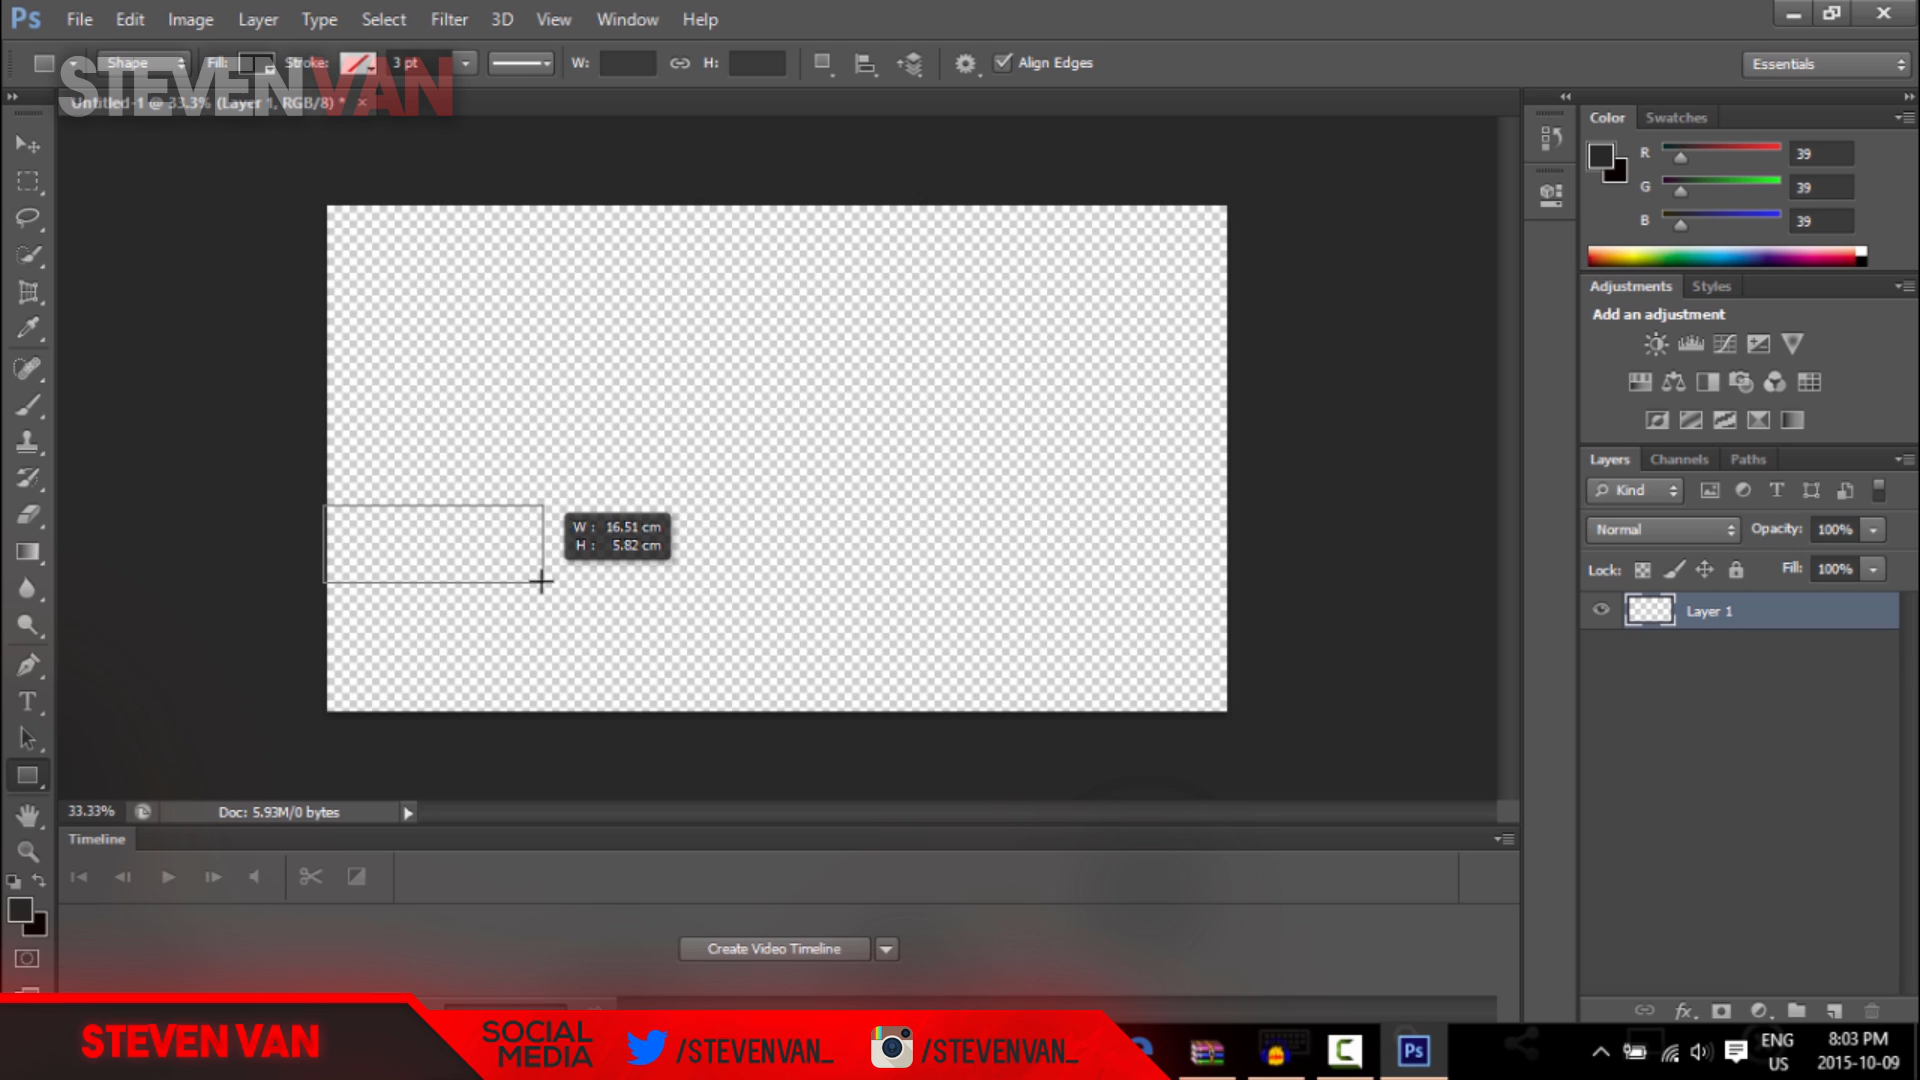 Ps File Edit Image Layer Type Select Filter 3D View Window Help
Shape Fill: Stroke: 3 pt W: H: Align Edges Essentials
STEVEN VAN
Untitled-1 @ 33.3% (Layer 1, RGB/8) *
Color Swatches
R 39
G 39
B 39
Adjustments Styles
Add an adjustment
Layers Channels Paths
Kind
Normal Opacity: 100%
Lock: Fill: 100%
Layer 1
W : 16.51 cm
H : 5.82 cm
33.33% Doc: 5.93M/0 bytes
Timeline
Create Video Timeline
STEVEN VAN
SOCIAL
MEDIA
/STEVENVAN_
/STEVENVAN_
Ps
ENG
US
8:03 PM
2015-10-09